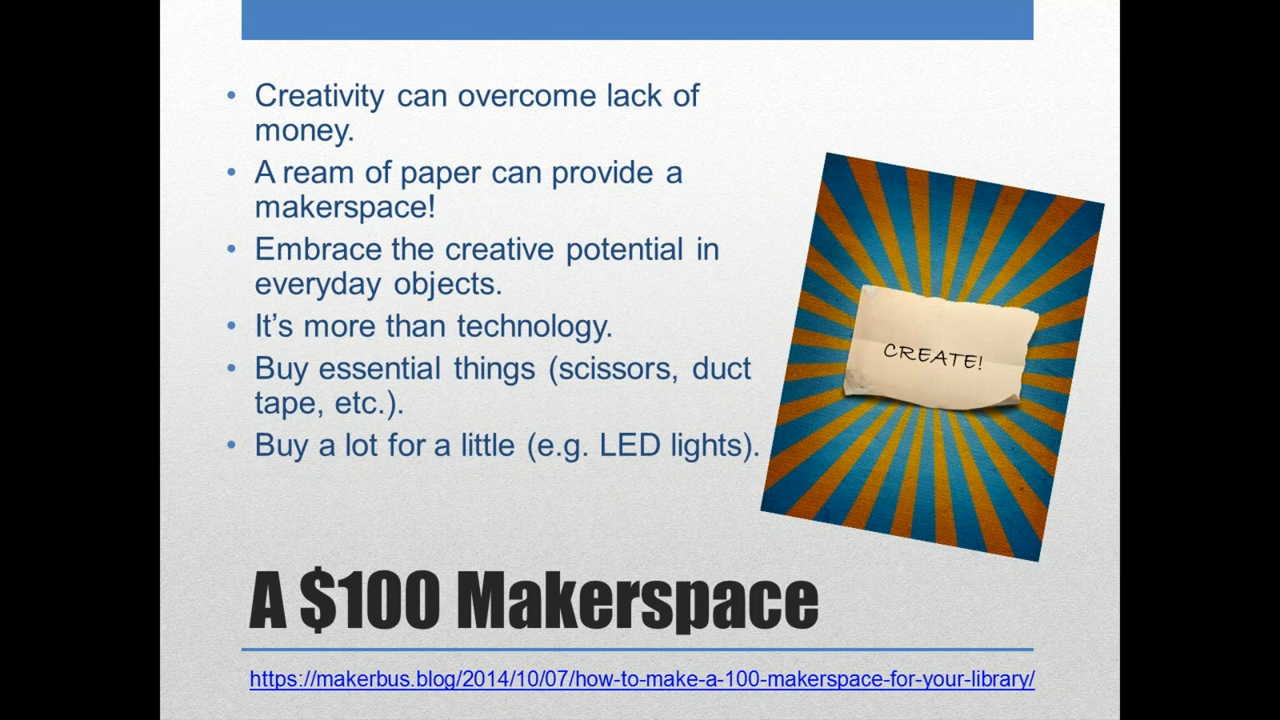 • Creativity can overcome lack of
money.
• A ream of paper can provide a
makerspace!
• Embrace the creative potential in
everyday objects.
• It’s more than technology.
• Buy essential things (scissors, duct
tape, etc.).
• Buy a lot for a little (e.g. LED lights).
CREATE!
A $100 Makerspace
https://makerbus.blog/2014/10/07/how-to-make-a-100-makerspace-for-your-library/